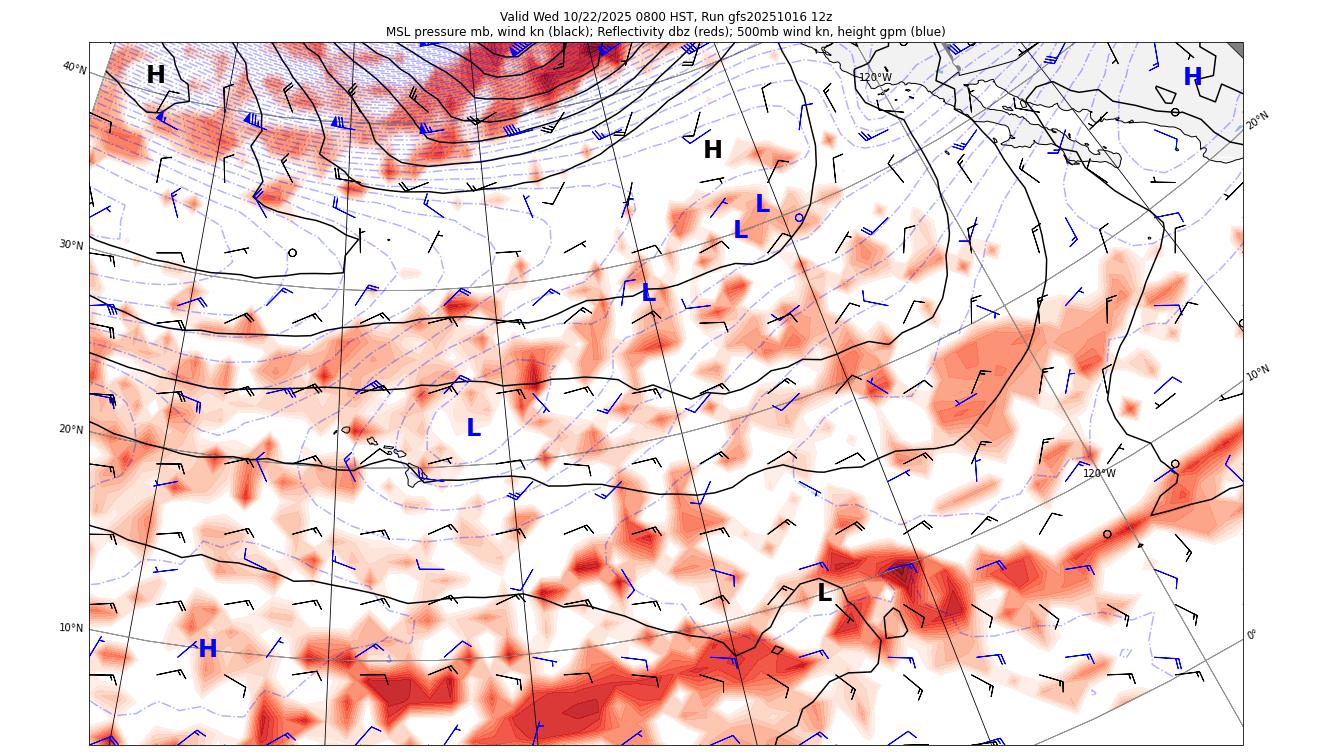 Valid Wed 10/22/2025 0800 HST, Run gfs20251016 12z
MSL pressure mb, wind kn (black); Reflectivity dbz (reds); 500mb wind kn, height gpm (blue)
40°N
H
120°W
H
20°N
H
L
L
30°N
L
10°N
20°N
L
120°W
L
10°N
H
0°